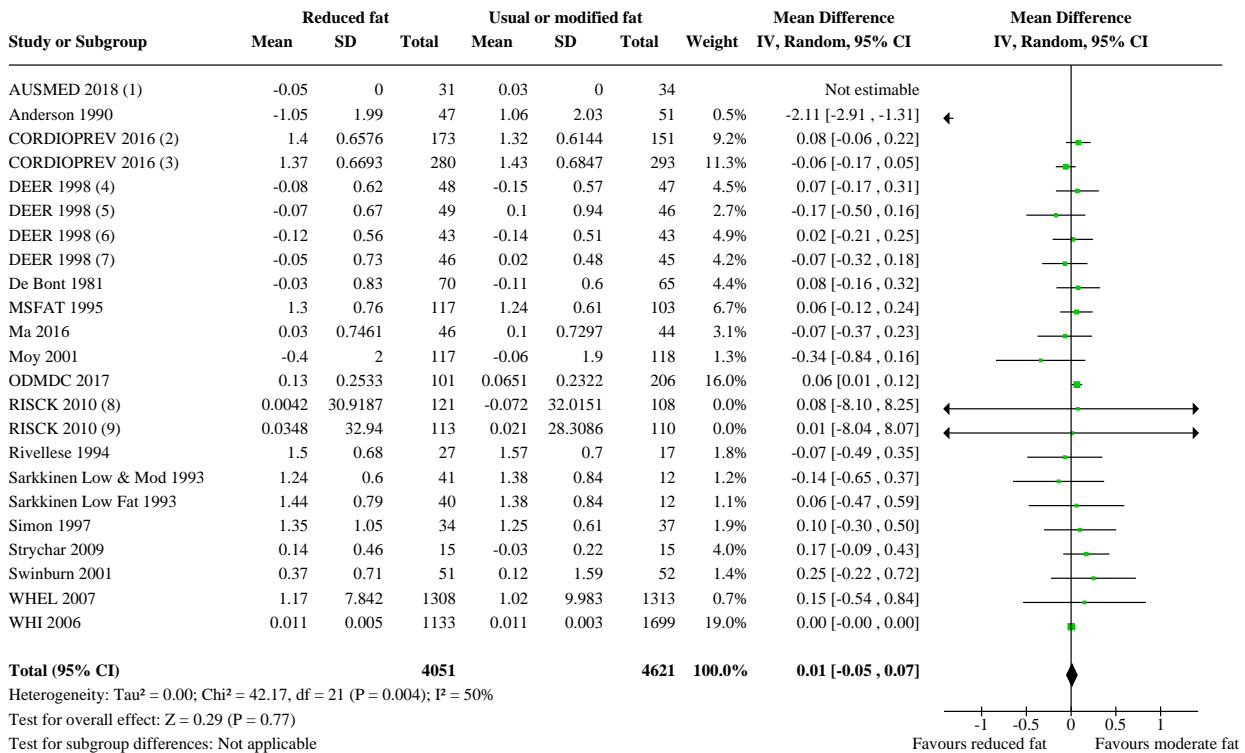 Reduced fat Usual or modified fat Mean Difference Mean Difference
Study or Subgroup Mean SD Total Mean SD Total Weight IV, Random, 95% CI IV, Random, 95% CI
AUSMED 2018 (1) -0.05 0 31 0.03 0 34 Not estimable
Anderson 1990 -1.05 1.99 47 1.06 2.03 51 0.5% -2.11 [-2.91 , -1.31]
CORDIOPREV 2016 (2) 1.4 0.6576 173 1.32 0.6144 151 9.2% 0.08 [-0.06 , 0.22]
CORDIOPREV 2016 (3) 1.37 0.6693 280 1.43 0.6847 293 11.3% -0.06 [-0.17 , 0.05]
DEER 1998 (4) -0.08 0.62 48 -0.15 0.57 47 4.5% 0.07 [-0.17 , 0.31]
DEER 1998 (5) -0.07 0.67 49 0.1 0.94 46 2.7% -0.17 [-0.50 , 0.16]
DEER 1998 (6) -0.12 0.56 43 -0.14 0.51 43 4.9% 0.02 [-0.21 , 0.25]
DEER 1998 (7) -0.05 0.73 46 0.02 0.48 45 4.3% -0.07 [-0.32 , 0.18]
De Bont 1981 -0.03 0.83 70 -0.11 0.6 65 4.4% 0.08 [-0.16 , 0.32]
MSFAT 1995 1.3 0.76 117 1.24 0.61 103 6.7% 0.06 [-0.12 , 0.24]
Ma 2016 0.03 0.7461 46 0.1 0.7297 44 3.1% -0.07 [-0.37 , 0.23]
Moy 2001 -0.4 2 117 -0.06 1.9 118 1.3% -0.34 [-0.84 , 0.16]
ODMDC 2017 0.13 0.2533 101 0.0651 0.2322 206 16.0% 0.06 [0.01 , 0.12]
RISCK 2010 (8) 0.0042 30.9187 121 -0.072 32.0151 108 0.0% 0.08 [-8.10 , 8.25]
RISCK 2010 (9) 0.0348 32.94 113 0.021 28.3086 110 0.0% 0.01 [-8.04 , 8.07]
Rivellese 1994 1.5 0.68 27 1.57 0.7 17 1.8% -0.07 [-0.49 , 0.35]
Sarkkinen Low & Mod 1993 1.24 0.6 41 1.38 0.84 12 1.2% -0.14 [-0.65 , 0.37]
Sarkkinen Low Fat 1993 1.44 0.79 40 1.38 0.84 12 1.1% 0.06 [-0.47 , 0.59]
Simon 1997 1.35 1.05 34 1.25 0.61 37 1.9% 0.10 [-0.30 , 0.50]
Strychar 2009 0.14 0.46 15 -0.03 0.22 15 4.0% 0.17 [-0.09 , 0.43]
Swinburn 2001 0.37 0.71 51 0.12 1.59 52 1.4% 0.25 [-0.22 , 0.72]
WHEL 2007 1.17 7.842 1308 1.02 9.983 1313 0.7% 0.15 [-0.54 , 0.84]
WHI 2006 0.011 0.005 1133 0.011 0.003 1699 19.0% 0.00 [-0.00 , 0.00]
Total (95% CI) 4051 4621 100.0% 0.01 [-0.05 , 0.07]
Heterogeneity: Tau² = 0.00; Chi² = 42.17, df = 21 (P = 0.004); I² = 50%
Test for overall effect: Z = 0.29 (P = 0.77)
Test for subgroup differences: Not applicable
-1 -0.5 0 0.5 1
Favours reduced fat Favours moderate fat